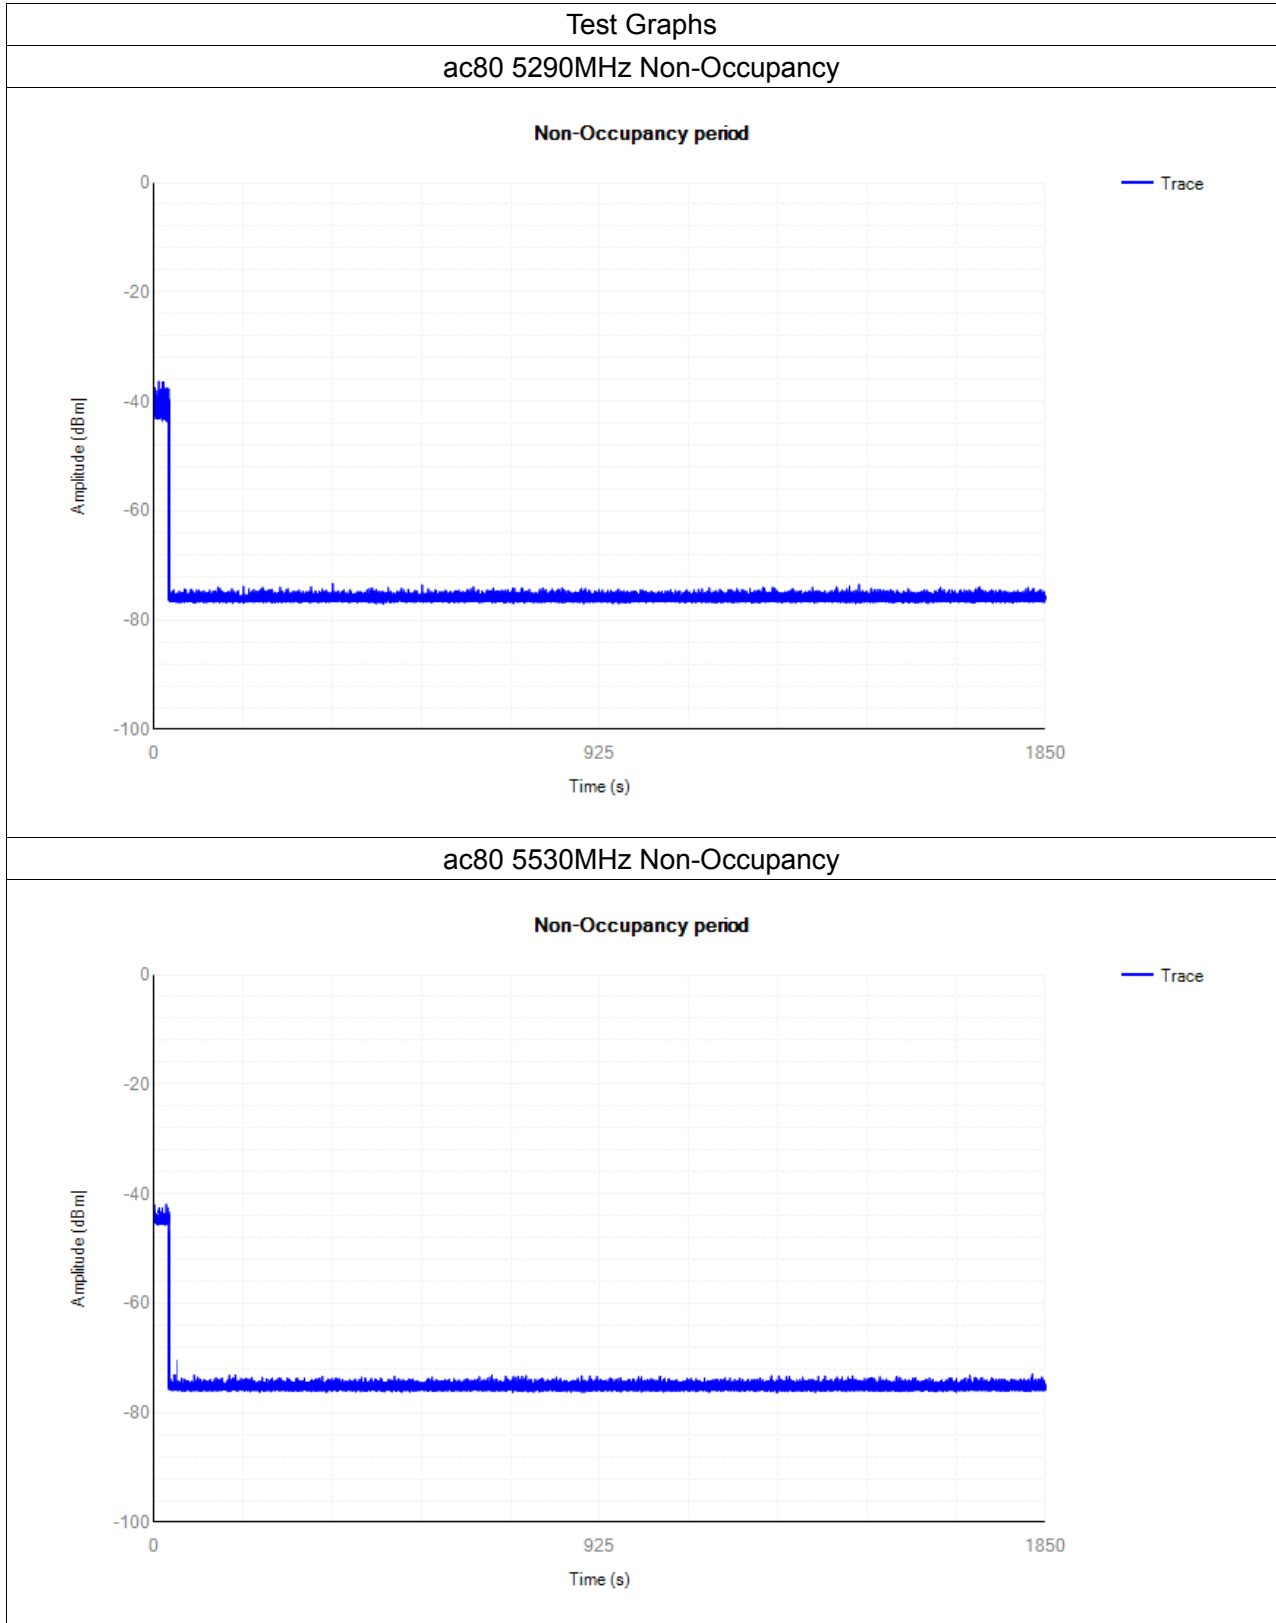 Test Graphs
ac80 5290MHz Non-Occupancy
Non-Occupancy period
Trace
0
-20
-40
-60
-80
-100
Amplitude (dBm|
0 925 1850
Time (s)
ac80 5530MHz Non-Occupancy
Non-Occupancy period
Trace
0
-20
-40
-60
-80
-100
Amplitude (dBm|
0 925 1850
Time (s)